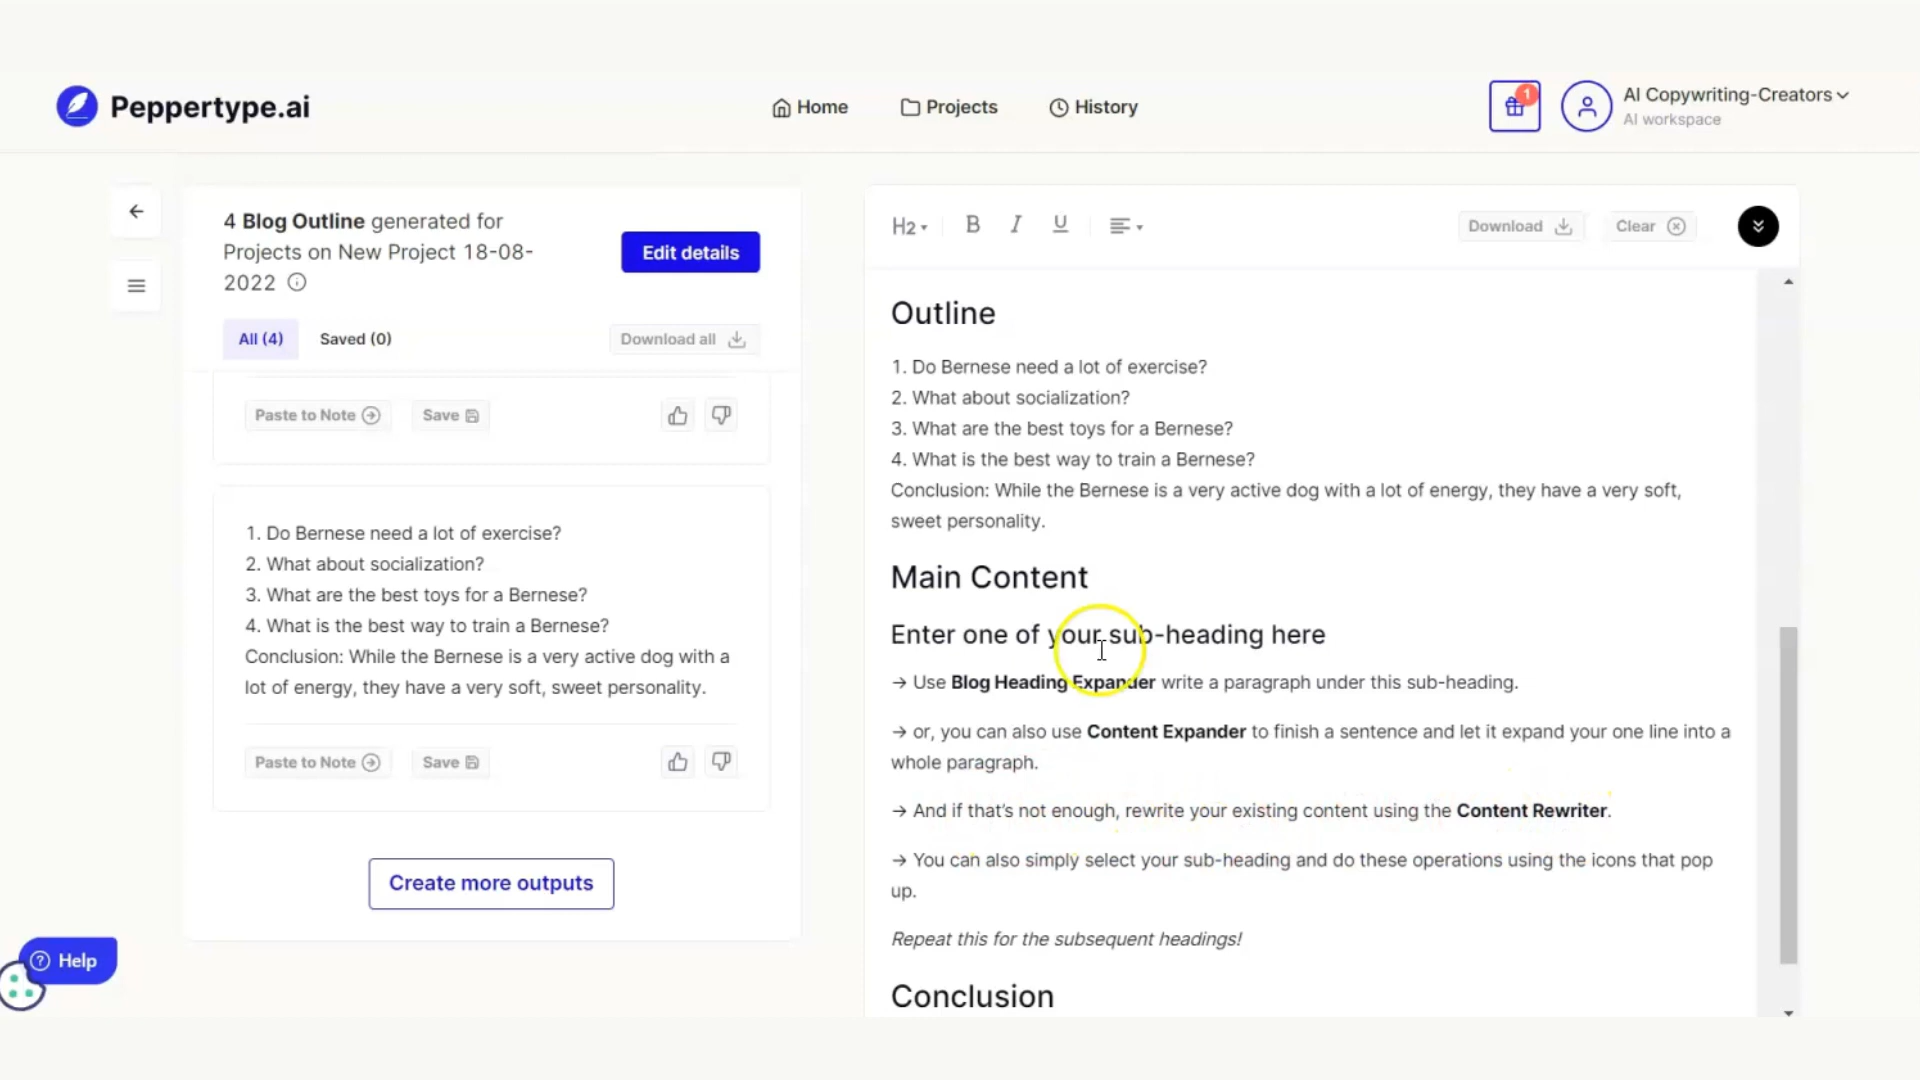 Peppertype.ai
Home
Projects
History
1
AI Copywriting-Creators
AI workspace
4 Blog Outline generated for
Projects on New Project 18-08-
2022
Edit details
All (4)
Saved (0)
Download all
Paste to Note
Save
1. Do Bernese need a lot of exercise?
2. What about socialization?
3. What are the best toys for a Bernese?
4. What is the best way to train a Bernese?
Conclusion: While the Bernese is a very active dog with a
lot of energy, they have a very soft, sweet personality.
Paste to Note
Save
Create more outputs
Help
H2
B
I
U
Download
Clear
Outline
1. Do Bernese need a lot of exercise?
2. What about socialization?
3. What are the best toys for a Bernese?
4. What is the best way to train a Bernese?
Conclusion: While the Bernese is a very active dog with a lot of energy, they have a very soft,
sweet personality.
Main Content
Enter one of your sub-heading here
→ Use Blog Heading Expander write a paragraph under this sub-heading.
→ or, you can also use Content Expander to finish a sentence and let it expand your one line into a
whole paragraph.
→ And if that's not enough, rewrite your existing content using the Content Rewriter.
→ You can also simply select your sub-heading and do these operations using the icons that pop
up.
Repeat this for the subsequent headings!
Conclusion